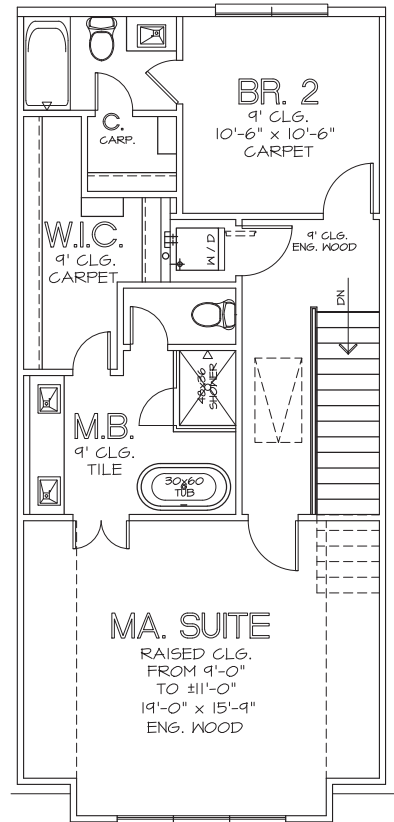 BR. 2
9' CLG.
10'-6" x 10'-6"
CARPET
C.
CARP.
W.I.C.
9' CLG.
CARPET
W / D
9' CLG.
ENG. WOOD
DN
48x36
SHOWER
M.B.
9' CLG.
TILE
30x60
TUB
MA. SUITE
RAISED CLG.
FROM 9'-0"
TO ±11'-0"
19'-0" x 15'-9"
ENG. WOOD